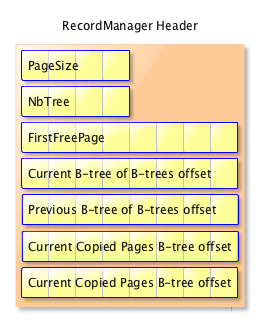 RecordManager Header
PageSize
NbTree
FirstFreePage
Current B-tree of B-trees offset
Previous B-tree of B-trees offset
Current Copied Pages B-tree offset
Current Copied Pages B-tree offset